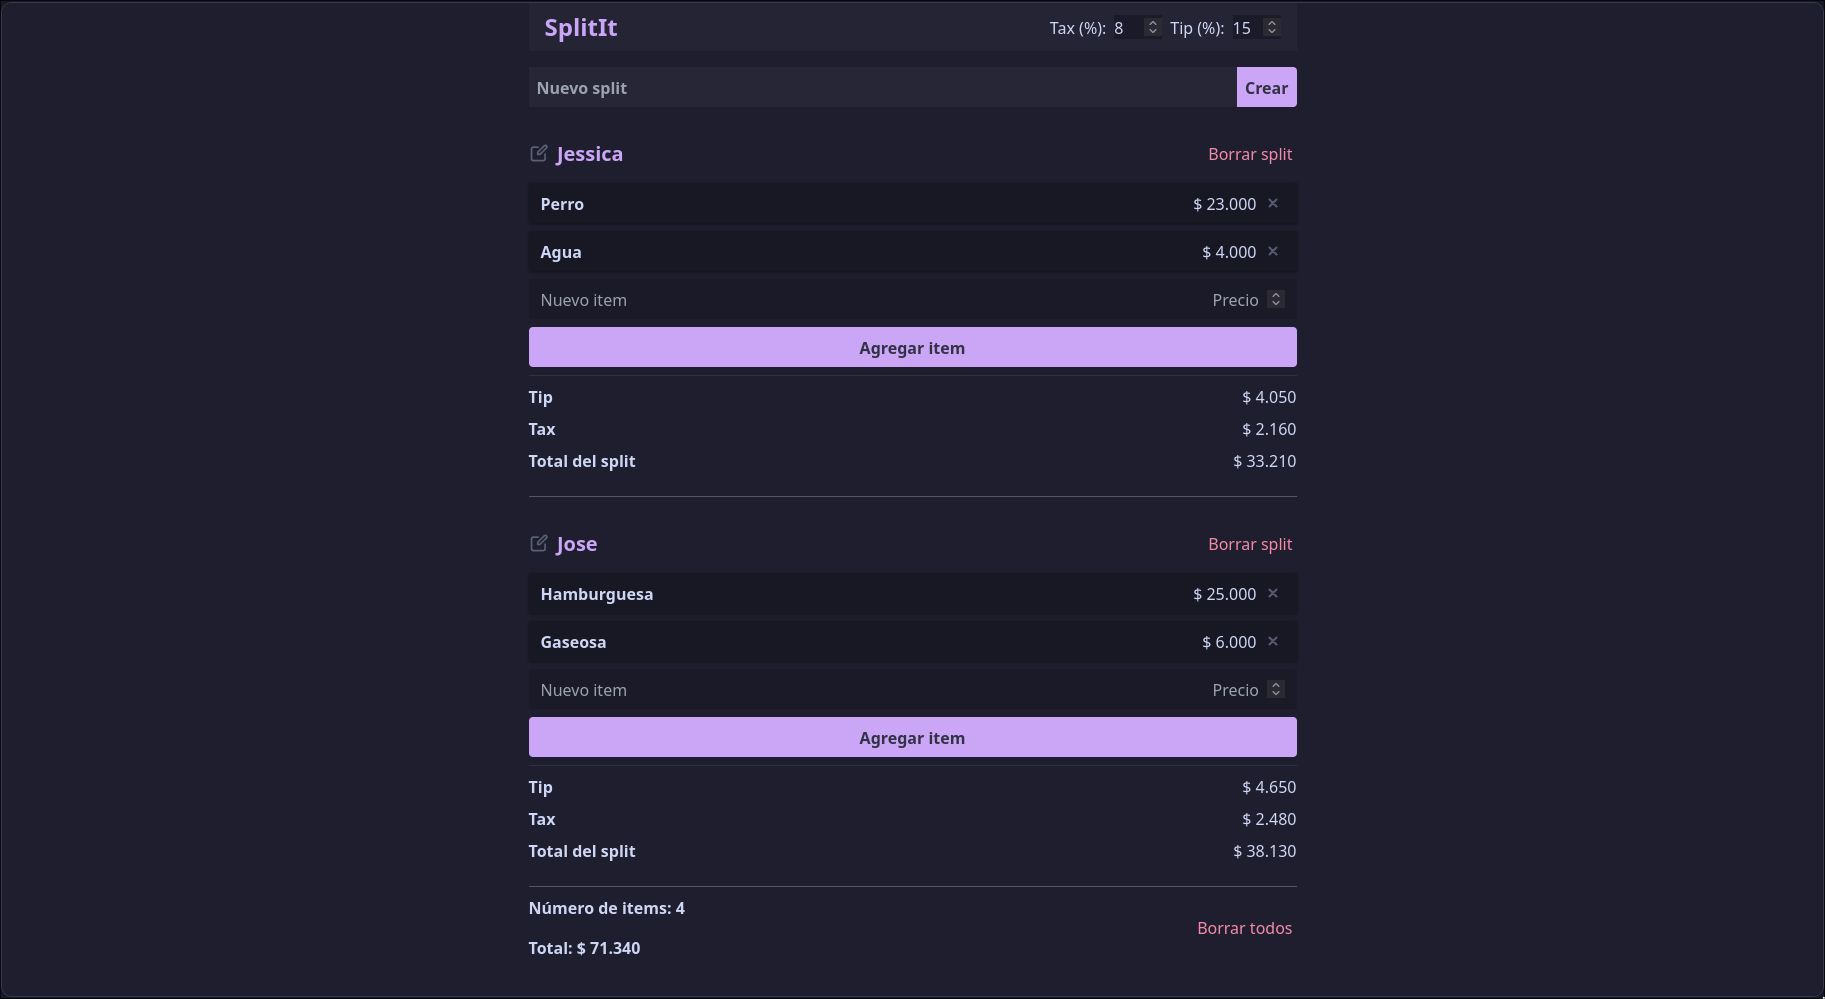 SplitIt Tax (%): 8 Tip (%): 15
Nuevo split Crear
Jessica Borrar split
Perro $ 23.000 ×
Agua $ 4.000 ×
Nuevo item Precio
Agregar item
Tip $ 4.050
Tax $ 2.160
Total del split $ 33.210
Jose Borrar split
Hamburguesa $ 25.000 ×
Gaseosa $ 6.000 ×
Nuevo item Precio
Agregar item
Tip $ 4.650
Tax $ 2.480
Total del split $ 38.130
Número de items: 4
Borrar todos
Total: $ 71.340